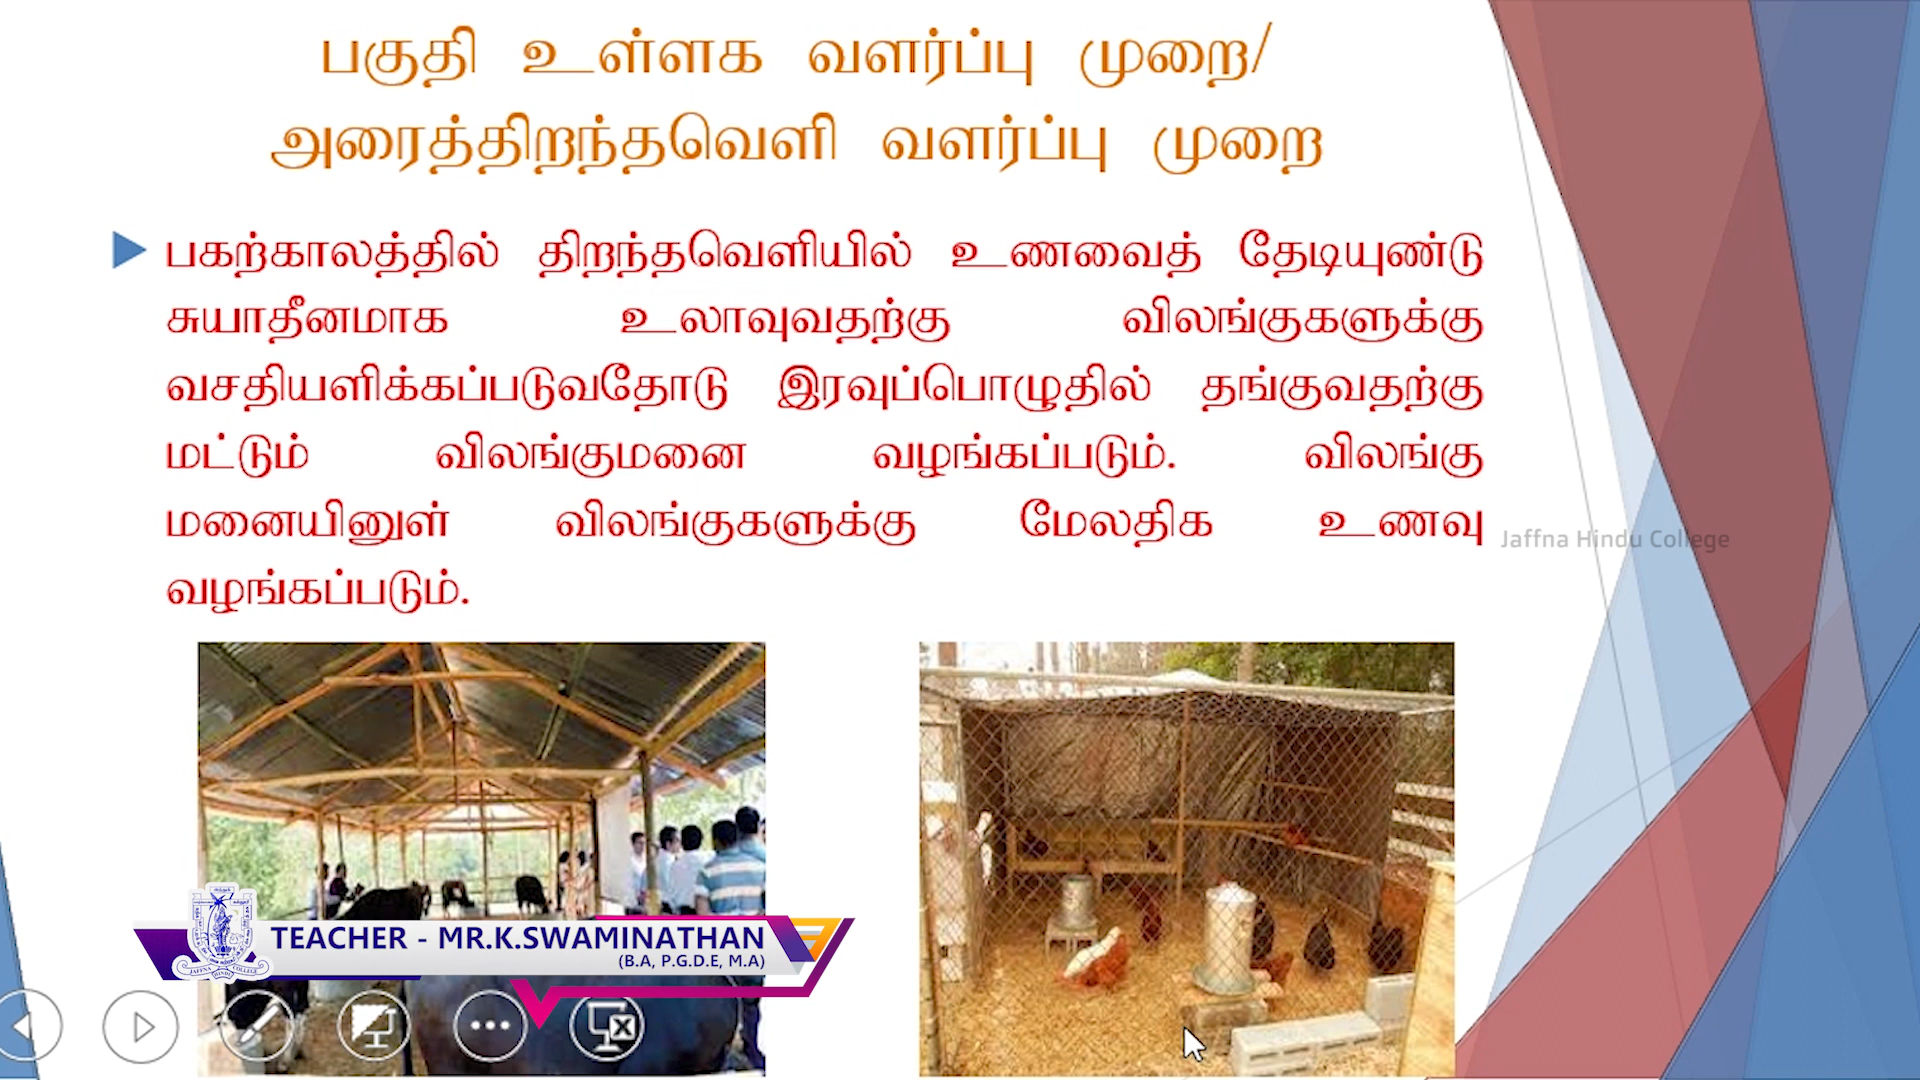 பகுதி உள்ளக வளர்ப்பு முறை/
அரைத்திறந்தவெளி வளர்ப்பு முறை
பகற்காலத்தில் திறந்தவெளியில் உணவைத் தேடியுண்டு
சுயாதீனமாக உலாவுவதற்கு விலங்குகளுக்கு
வசதியளிக்கப்படுவதோடு இரவுப்பொழுதில் தங்குவதற்கு
மட்டும் விலங்குமனை வழங்கப்படும். விலங்கு
மனையினுள் விலங்குகளுக்கு மேலதிக உணவு
வழங்கப்படும்.
Jaffna Hindu College
TEACHER - MR.K.SWAMINATHAN
(B.A, P.G.D.E, M.A)